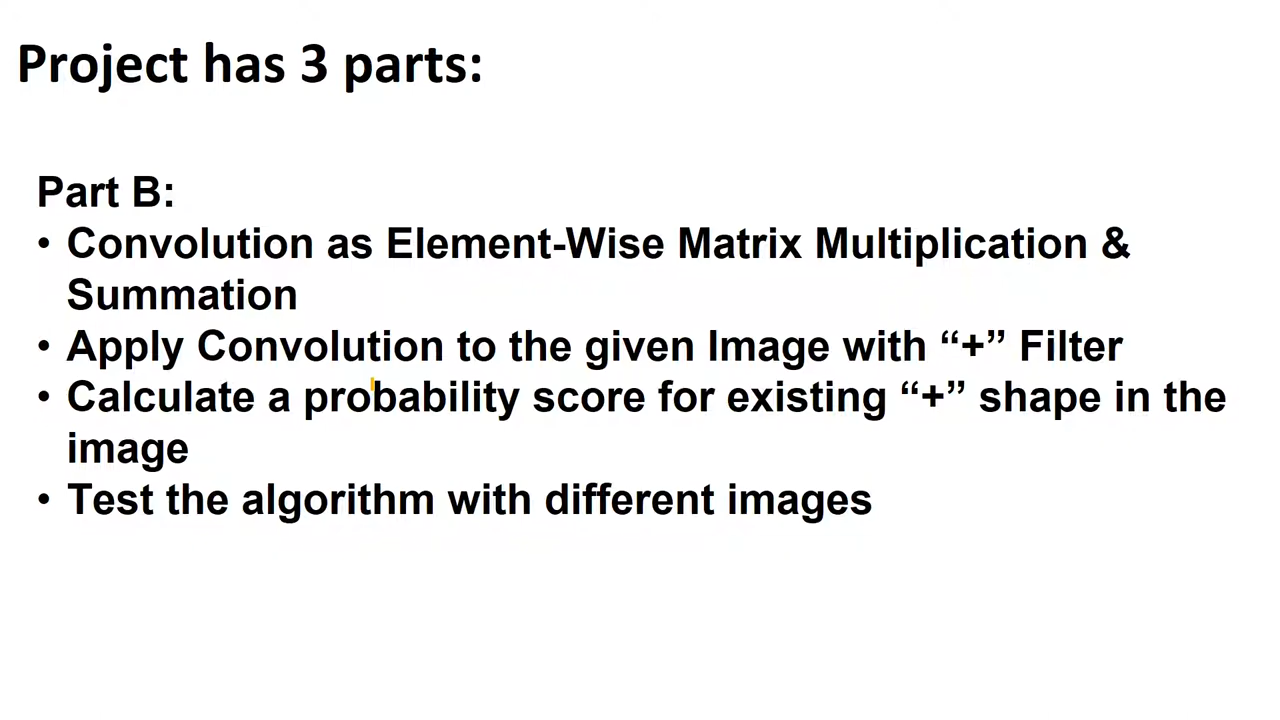 Project has 3 parts:
Part B:
• Convolution as Element-Wise Matrix Multiplication &
Summation
• Apply Convolution to the given Image with “+” Filter
• Calculate a probability score for existing “+” shape in the
image
• Test the algorithm with different images